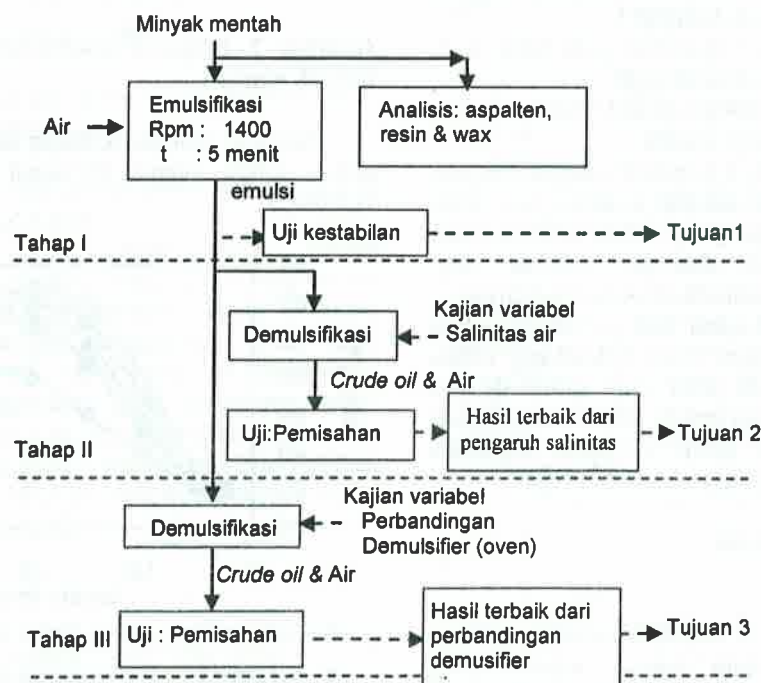 Minyak mentah
Air
Emulsifikasi
Rpm : 1400
t : 5 menit
Analisis: aspalten,
resin & wax
emulsi
Uji kestabilan
Tujuan1
Tahap I
Demulsifikasi
Kajian variabel
Salinitas air
Crude oil & Air
Uji:Pemisahan
Hasil terbaik dari
pengaruh salinitas
Tujuan 2
Tahap II
Demulsifikasi
Kajian variabel
Perbandingan
Demulsifier (oven)
Crude oil & Air
Tahap III
Uji : Pemisahan
Hasil terbaik dari
perbandingan
demusifier
Tujuan 3